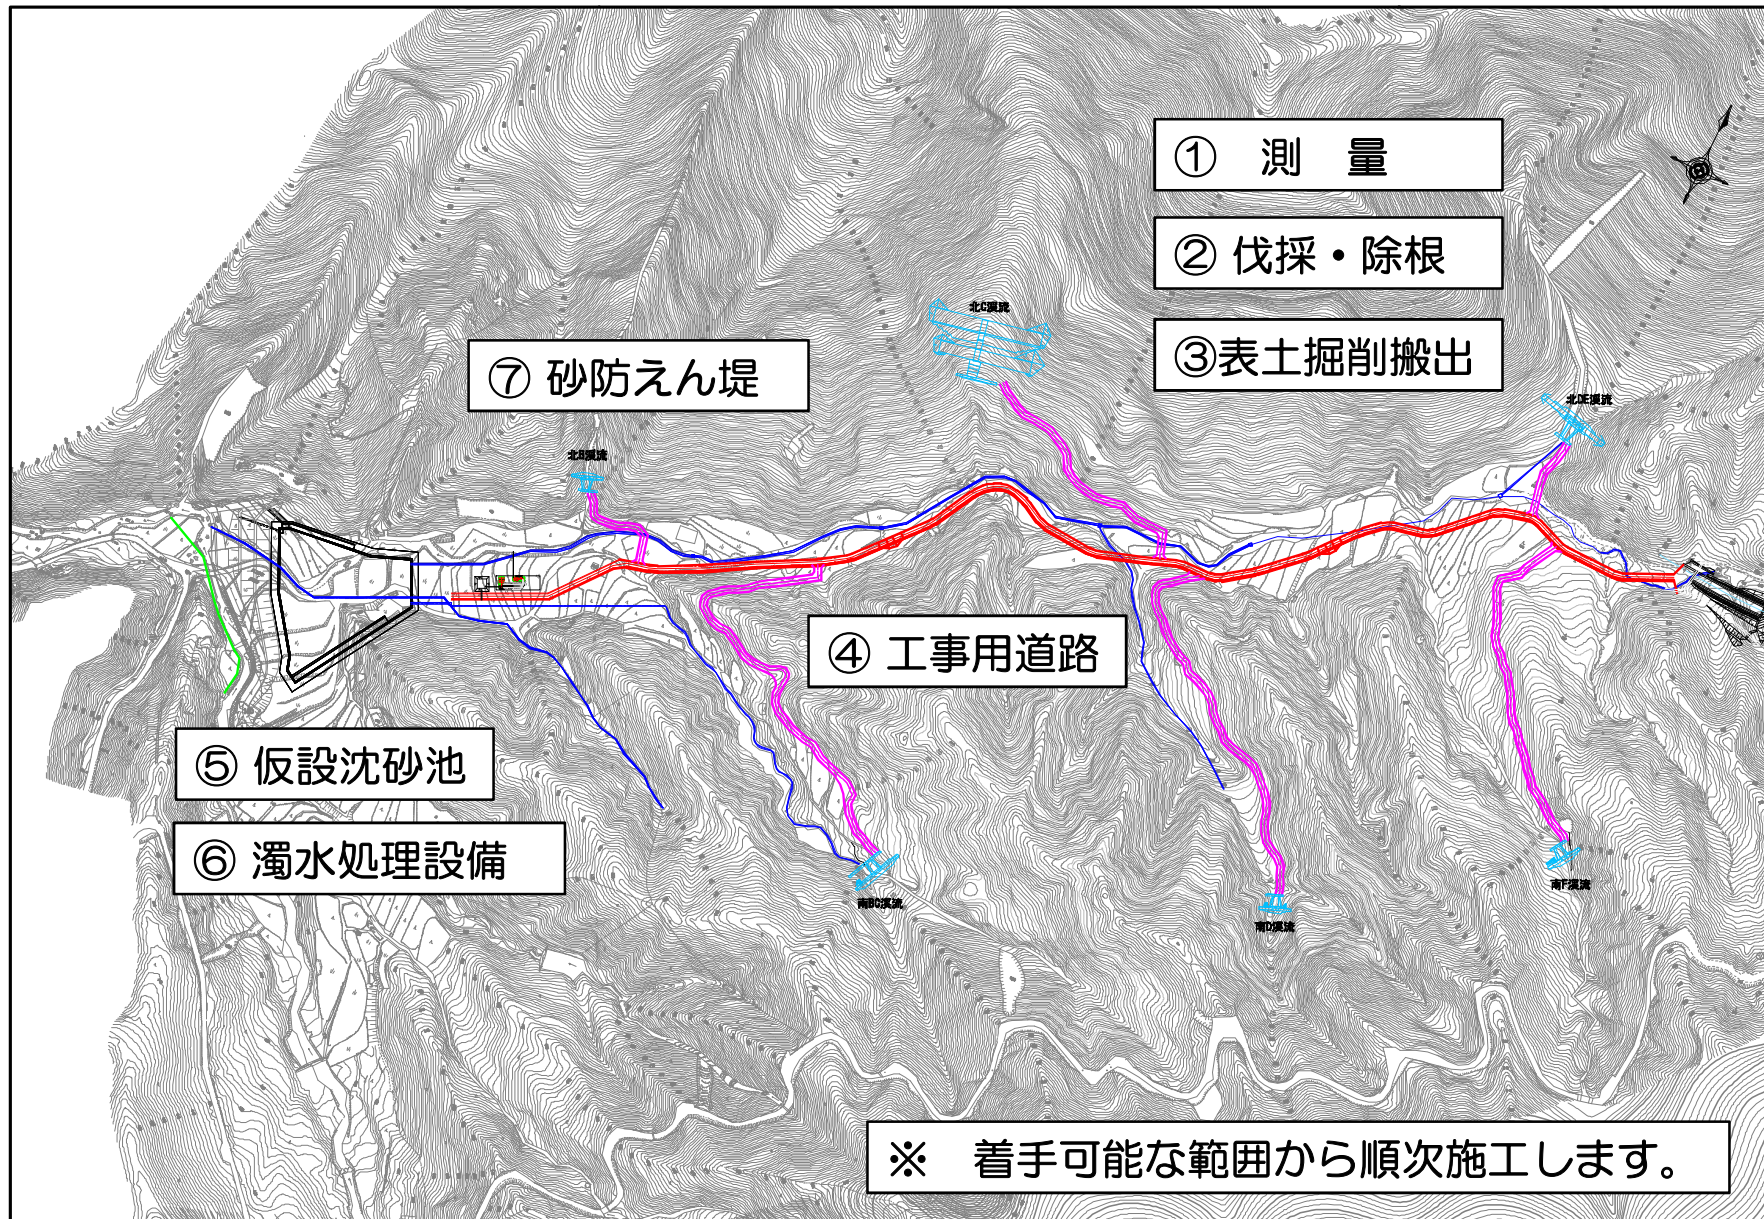 ① 測 量
② 伐採・除根
北C渓流
③表土掘削搬出
⑦ 砂防えん堤
北DE渓流
北B渓流
④ 工事用道路
⑤ 仮設沈砂池
⑥ 濁水処理設備
南BC渓流
南F渓流
南D渓流
※ 着手可能な範囲から順次施工します。